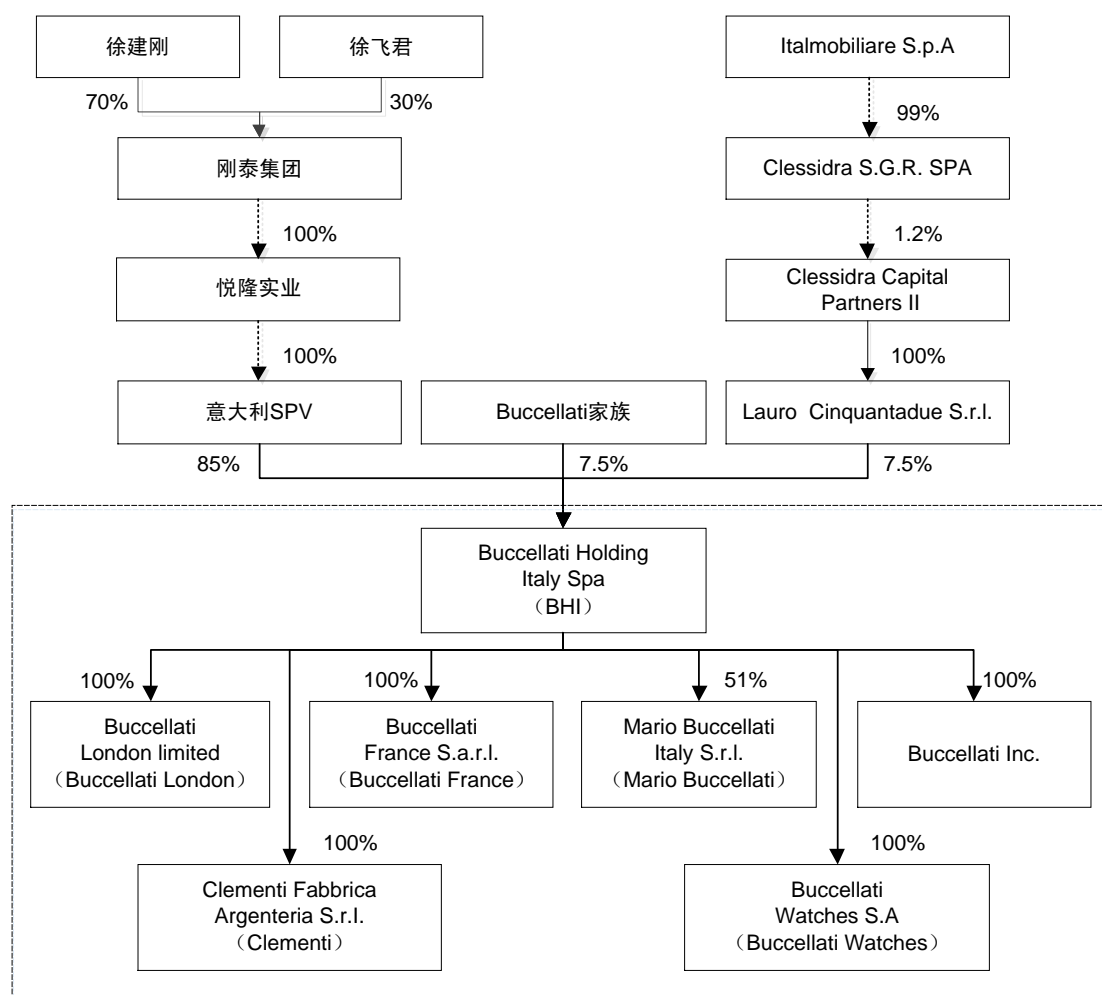 徐建刚
徐飞君
Italmobiliare S.p.A
70%
30%
99%
刚泰集团
Clessidra S.G.R. SPA
100%
1.2%
悦隆实业
Clessidra Capital
Partners II
100%
100%
意大利SPV
Buccellati家族
Lauro Cinquantadue S.r.l.
85%
7.5%
7.5%
Buccellati Holding
Italy Spa
（BHI）
100%
100%
51%
100%
Buccellati
London limited
（Buccellati London）
Buccellati
France S.a.r.l.
（Buccellati France）
Mario Buccellati
Italy S.r.l.
（Mario Buccellati）
Buccellati Inc.
100%
100%
Clementi Fabbrica
Argenteria S.r.l.
（Clementi）
Buccellati
Watches S.A
（Buccellati Watches）